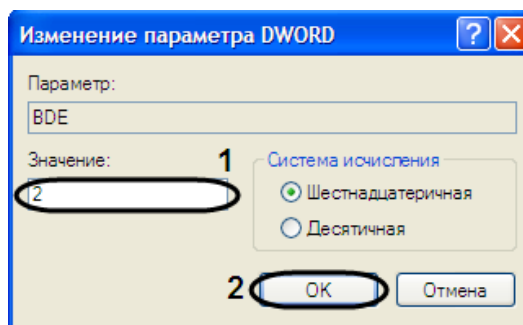 Изменение параметра DWORD
Параметр:
BDE
Значение:
1
2
Система исчисления
Шестнадцатеричная
Десятичная
2
OK
Отмена